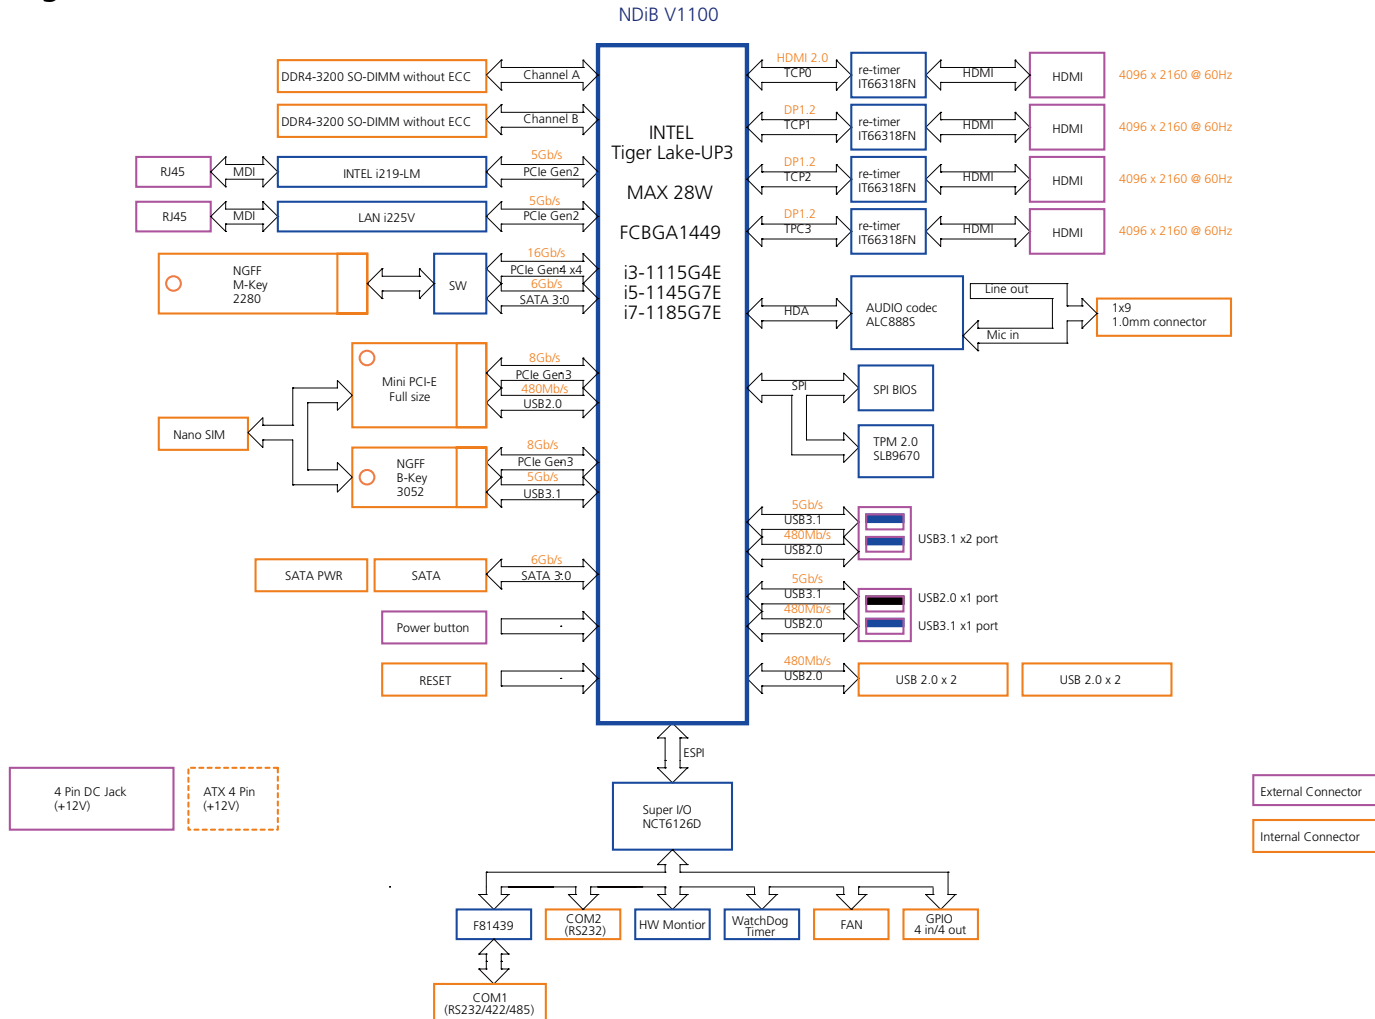 NDiB V1100
DDR4-3200 SO-DIMM without ECC
Channel A
DDR4-3200 SO-DIMM without ECC
Channel B
RJ45
MDI
INTEL i219-LM
5Gb/s
PCIe Gen2
RJ45
MDI
LAN i225V
5Gb/s
PCIe Gen2
NGFF
M-Key
2280
SW
16Gb/s
PCIe Gen4 x4
6Gb/s
SATA 3.0
Nano SIM
Mini PCI-E
Full size
8Gb/s
PCIe Gen3
480Mb/s
USB2.0
NGFF
B-Key
3052
8Gb/s
PCIe Gen3
5Gb/s
USB3.1
SATA PWR
SATA
6Gb/s
SATA 3.0
Power button
RESET
INTEL
Tiger Lake-UP3
MAX 28W
FCBGA1449
i3-1115G4E
i5-1145G7E
i7-1185G7E
HDMI 2.0
TCP0
re-timer
IT66318FN
HDMI
HDMI
4096 x 2160 @ 60Hz
DP1.2
TCP1
re-timer
IT66318FN
HDMI
HDMI
4096 x 2160 @ 60Hz
DP1.2
TCP2
re-timer
IT66318FN
HDMI
HDMI
4096 x 2160 @ 60Hz
DP1.2
TPC3
re-timer
IT66318FN
HDMI
HDMI
4096 x 2160 @ 60Hz
HDA
AUDIO codec
ALC888S
Line out
Mic in
1x9
1.0mm connector
SPI
SPI BIOS
TPM 2.0
SLB9670
5Gb/s
USB3.1
480Mb/s
USB2.0
USB3.1 x2 port
5Gb/s
USB3.1
480Mb/s
USB2.0
USB2.0 x1 port
USB3.1 x1 port
480Mb/s
USB2.0
USB 2.0 x 2
USB 2.0 x 2
ESPI
4 Pin DC Jack
(+12V)
ATX 4 Pin
(+12V)
Super I/O
NCT6126D
External Connector
Internal Connector
F81439
COM2
(RS232)
HW Montior
WatchDog
Timer
FAN
GPIO
4 in/4 out
COM1
(RS232/422/485)